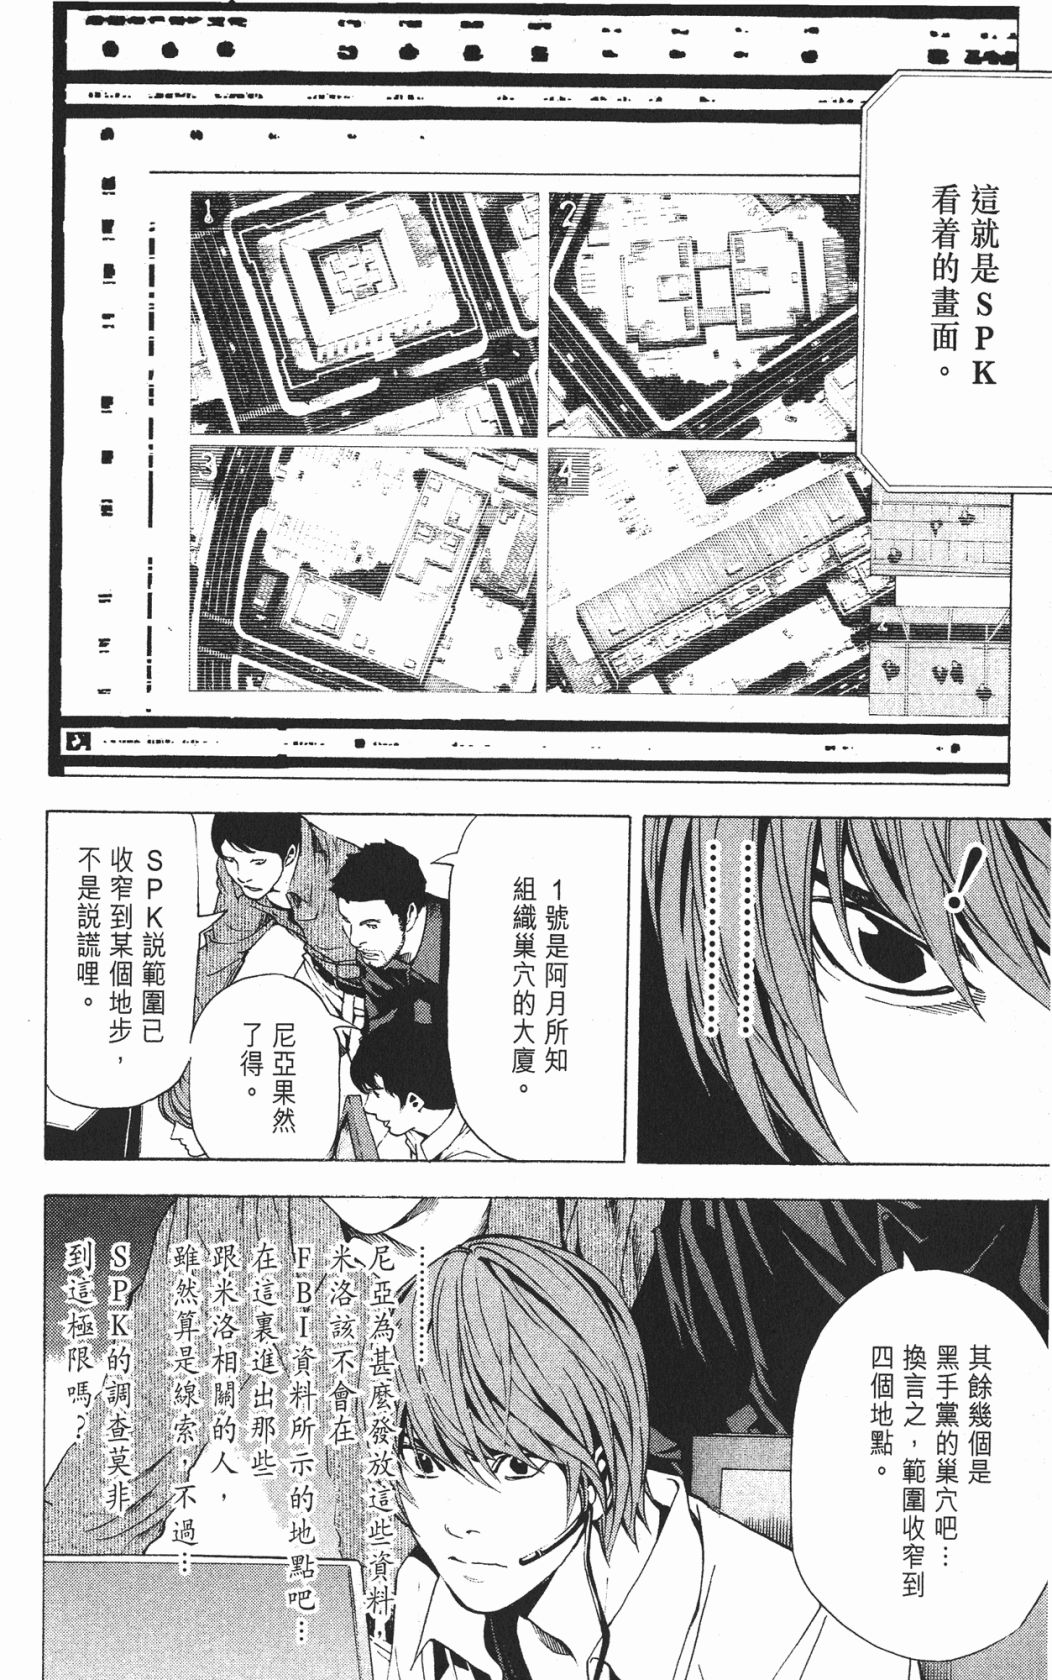 這就是SPK
看着的畫面。
1
2
3
4
！
………………
………………
1號是阿月所知
組織巢穴的大廈。
尼亞果然
了得。
SPK説範圍已
收窄到某個地步，
不是説謊哩。
其餘幾個是
黑手黨的巢穴吧…
換言之，範圍收窄到
四個地點。
…………
尼亞為甚麼發放這些資料，
米洛該不會在
FBI資料所示的地點吧…
在這裏進出那些
跟米洛相關的人，
雖然算是線索，不過…
SPK的調查莫非
到這極限嗎？